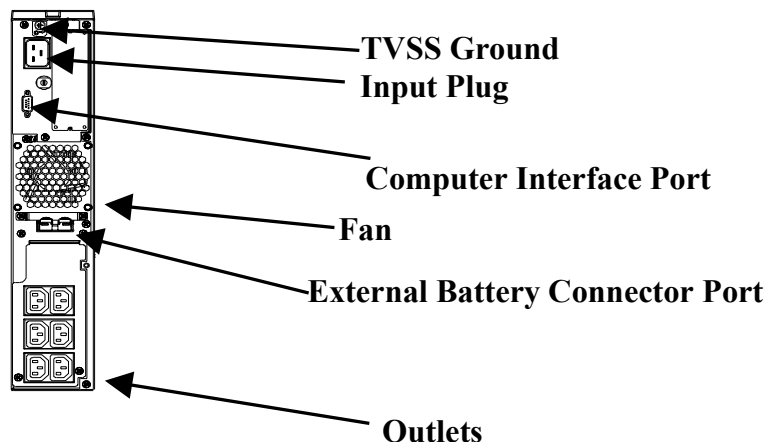 TVSS Ground
Input Plug
Computer Interface Port
Fan
External Battery Connector Port
Outlets